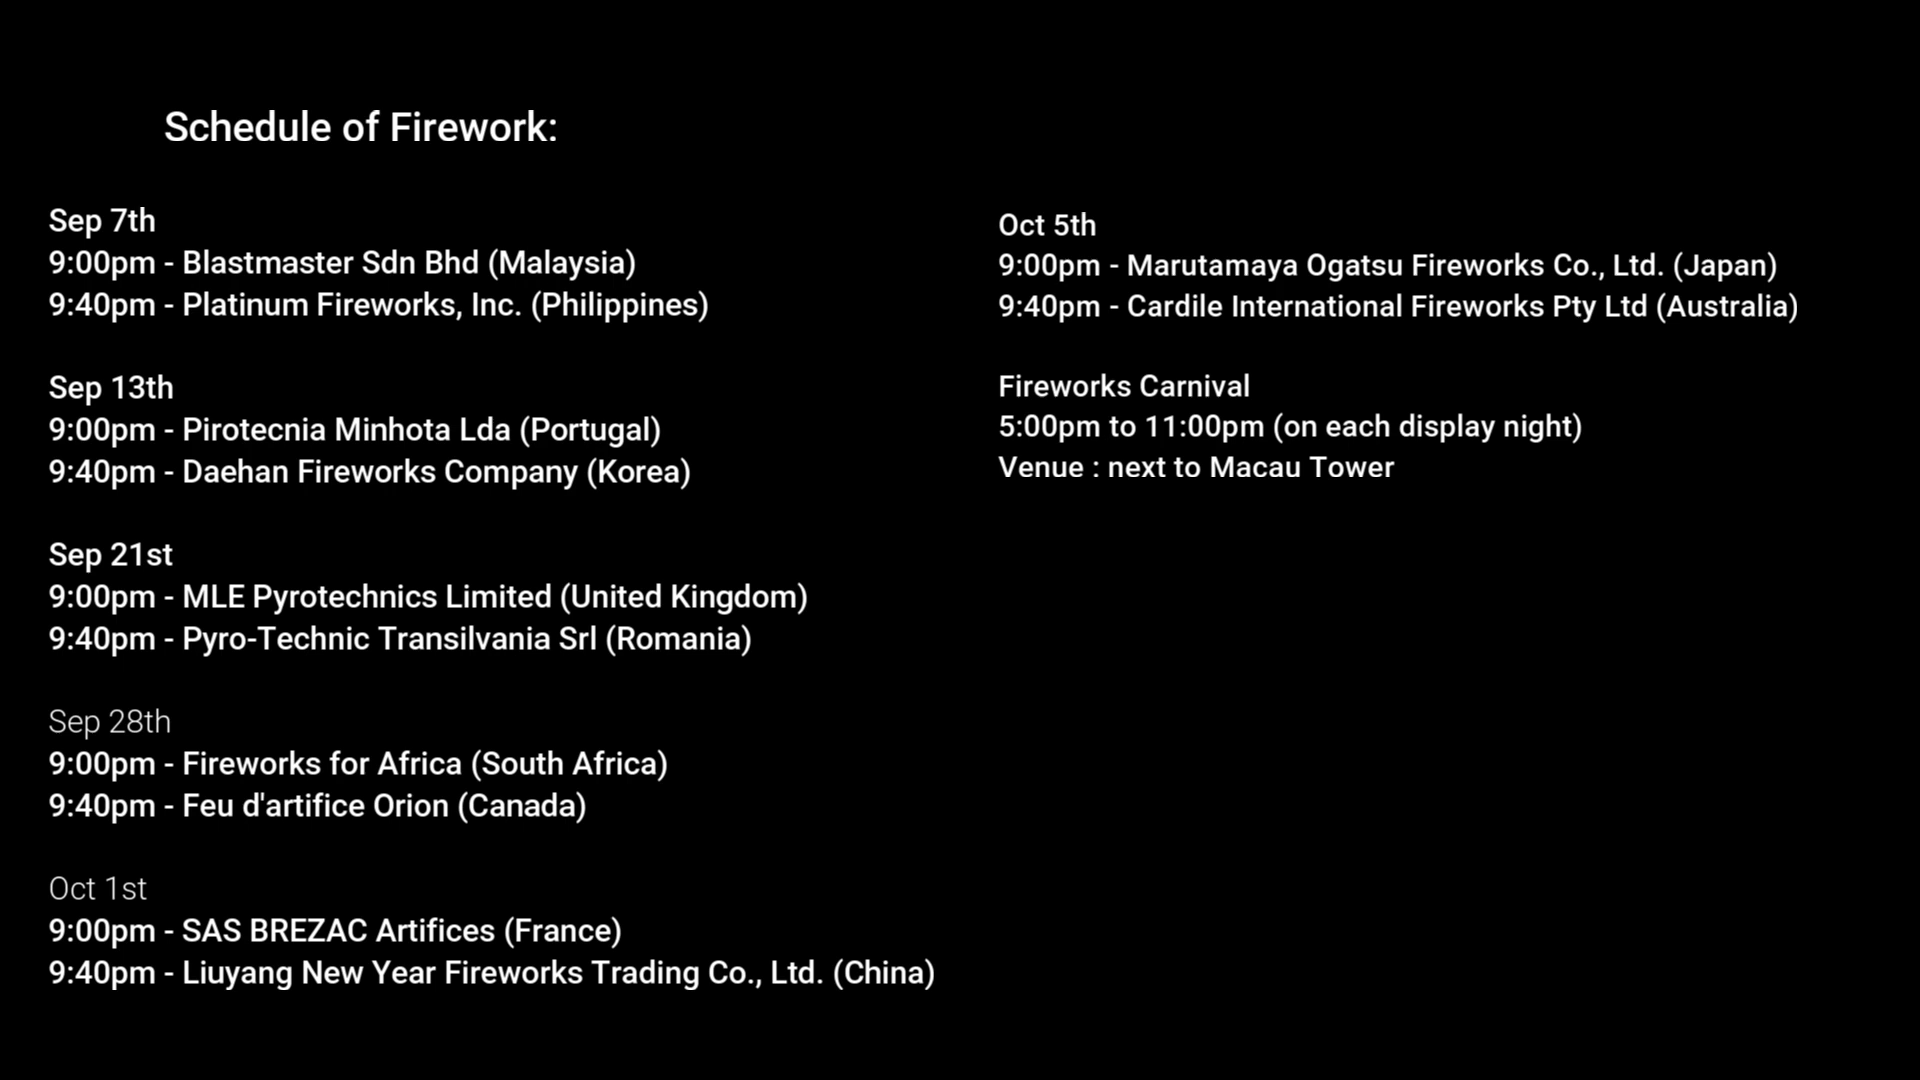 Schedule of Firework:
Sep 7th
9:00pm - Blastmaster Sdn Bhd (Malaysia)
9:40pm - Platinum Fireworks, Inc. (Philippines)
Sep 13th
9:00pm - Pirotecnia Minhota Lda (Portugal)
9:40pm - Daehan Fireworks Company (Korea)
Sep 21st
9:00pm - MLE Pyrotechnics Limited (United Kingdom)
9:40pm - Pyro-Technic Transilvania Srl (Romania)
Sep 28th
9:00pm - Fireworks for Africa (South Africa)
9:40pm - Feu d'artifice Orion (Canada)
Oct 1st
9:00pm - SAS BREZAC Artifices (France)
9:40pm - Liuyang New Year Fireworks Trading Co., Ltd. (China)
Oct 5th
9:00pm - Marutamaya Ogatsu Fireworks Co., Ltd. (Japan)
9:40pm - Cardile International Fireworks Pty Ltd (Australia)
Fireworks Carnival
5:00pm to 11:00pm (on each display night)
Venue : next to Macau Tower